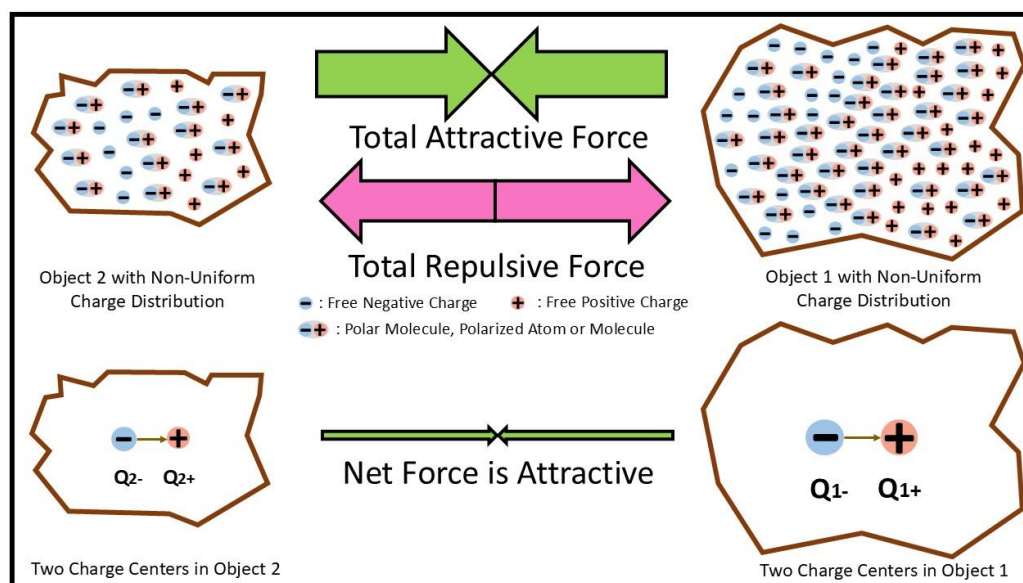 Total Attractive Force
Total Repulsive Force
Object 2 with Non-Uniform
Charge Distribution
Object 1 with Non-Uniform
Charge Distribution
− : Free Negative Charge + : Free Positive Charge
−+ : Polar Molecule, Polarized Atom or Molecule
− +
Q2- Q2+
Net Force is Attractive
− +
Q1- Q1+
Two Charge Centers in Object 2
Two Charge Centers in Object 1